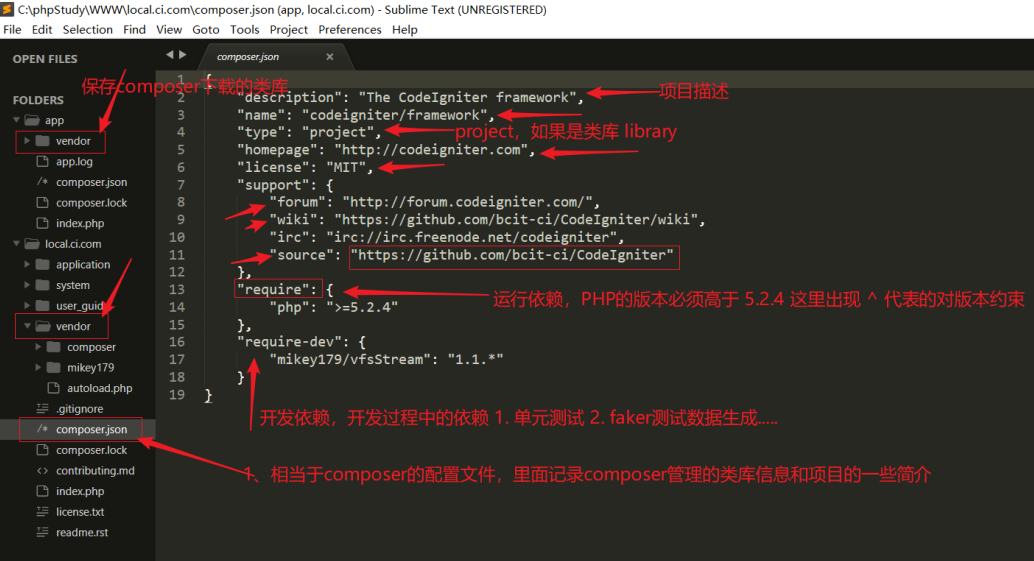 C:\phpStudy\WWW\local.ci.com\composer.json (app, local.ci.com) - Sublime Text (UNREGISTERED)
File Edit Selection Find View Goto Tools Project Preferences Help
OPEN FILES
保存composer下载的类库
FOLDERS
app
vendor
app.log
composer.json
composer.lock
index.php
local.ci.com
application
system
user_guid
vendor
composer
mikey179
autoload.php
.gitignore
composer.json
composer.lock
contributing.md
index.php
license.txt
readme.rst
composer.json
1 {
2 "description": "The CodeIgniter framework", 项目描述
3 "name": "codeigniter/framework",
4 "type": "project", project，如果是类库 library
5 "homepage": "http://codeigniter.com",
6 "license": "MIT",
7 "support": {
8 "forum": "http://forum.codeigniter.com/",
9 "wiki": "https://github.com/bcit-ci/CodeIgniter/wiki",
10 "irc": "irc://irc.freenode.net/codeigniter",
11 "source": "https://github.com/bcit-ci/CodeIgniter"
12 },
13 "require": { 运行依赖，PHP的版本必须高于 5.2.4 这里出现 ^ 代表的对版本约束
14 "php": ">=5.2.4"
15 },
16 "require-dev": {
17 "mikey179/vfsStream": "1.1.*"
18 }
19 }
开发依赖，开发过程中的依赖 1. 单元测试 2. faker测试数据生成.....
1、相当于composer的配置文件，里面记录composer管理的类库信息和项目的一些简介